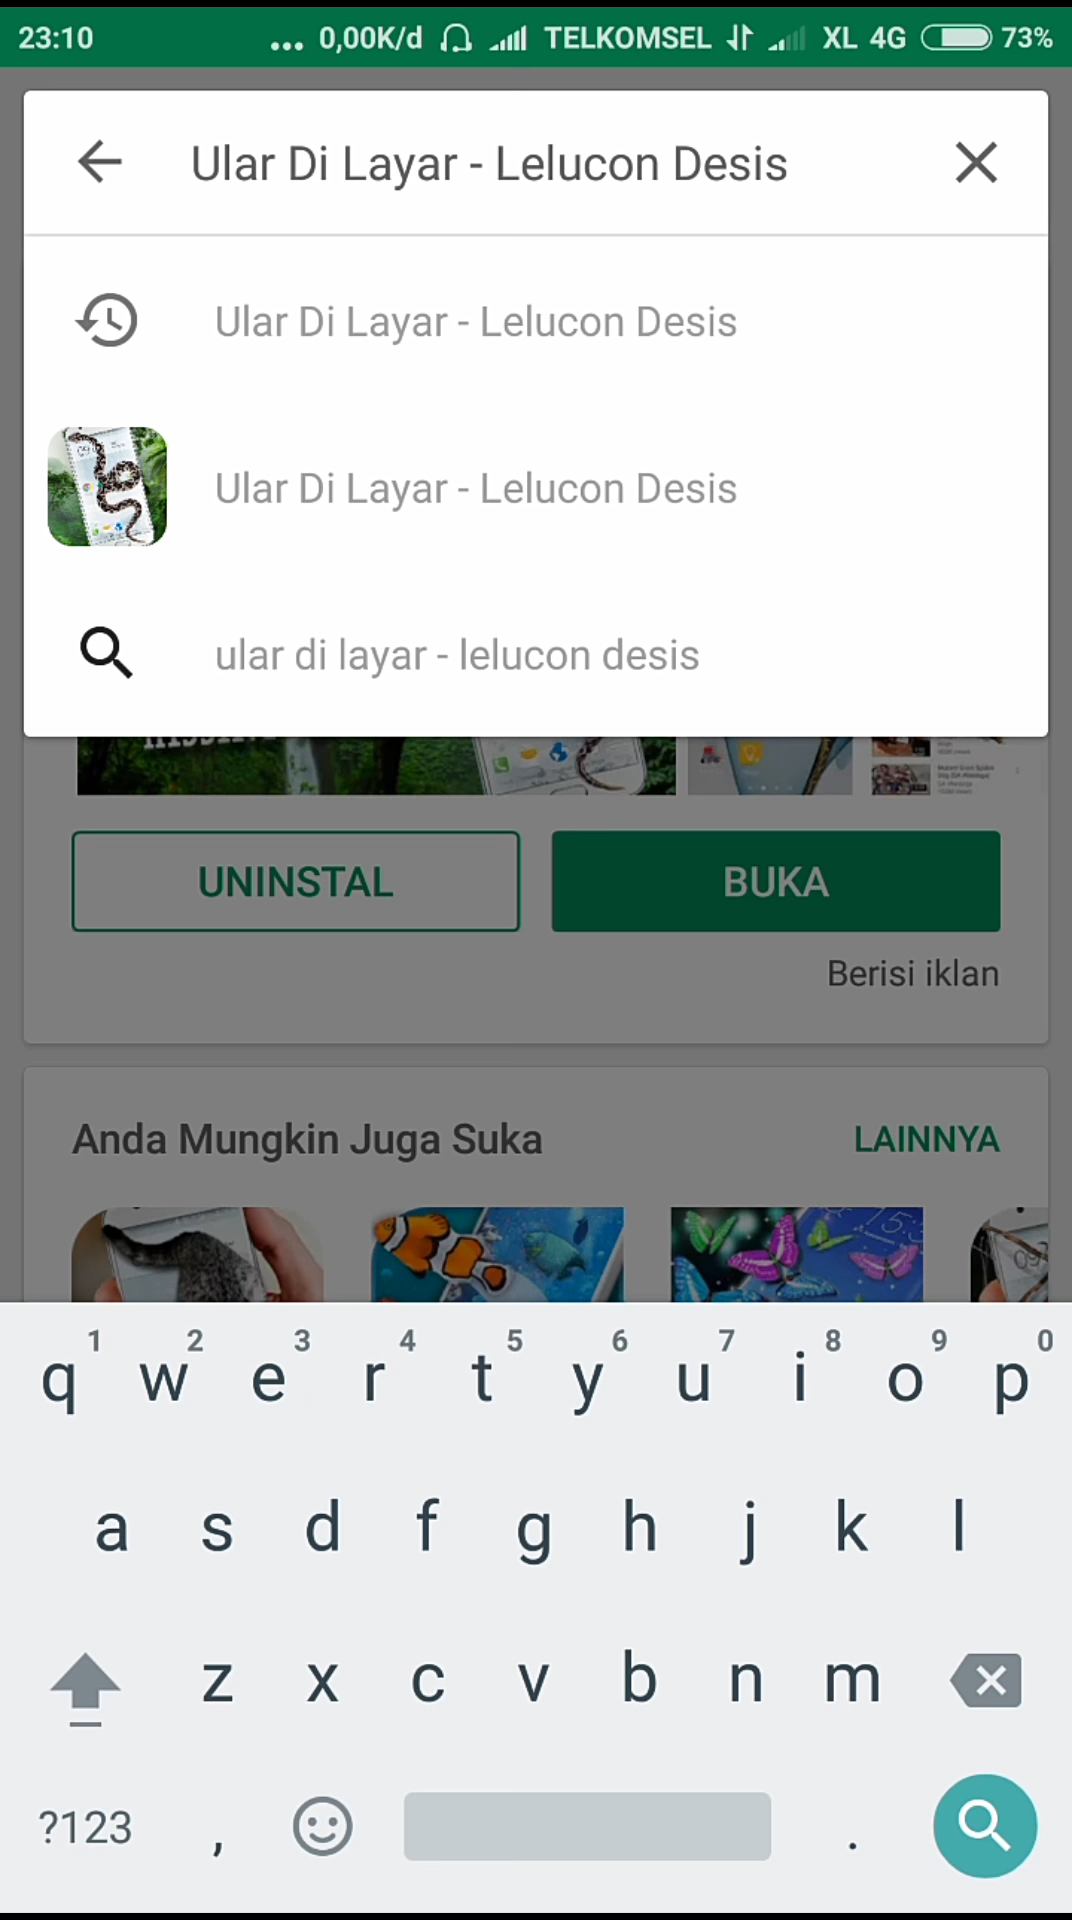 23:10 ... 0,00K/d TELKOMSEL XL 4G 73%
Ular Di Layar - Lelucon Desis
Ular Di Layar - Lelucon Desis
Ular Di Layar - Lelucon Desis
ular di layar - lelucon desis
UNINSTAL BUKA
Berisi iklan
Anda Mungkin Juga Suka LAINNYA
1 2 3 4 5 6 7 8 9 0
q w e r t y u i o p
a s d f g h j k l
z x c v b n m
?123 , .